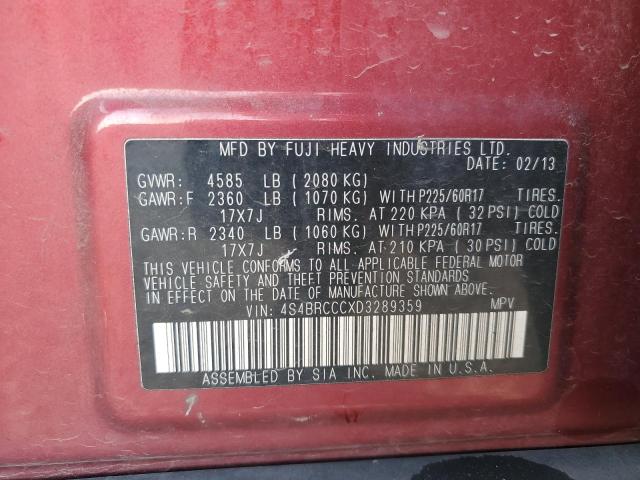 MFD BY FUJI HEAVY INDUSTRIES LTD.
DATE: 02/13
GVWR: 4585 LB ( 2080 KG)
GAWR:F 2360 LB ( 1070 KG) WITH P225/60R17 TIRES.
17X7J RIMS. AT 220 KPA ( 32 PSI) COLD
GAWR:R 2340 LB ( 1060 KG) WITH P225/60R17 TIRES.
17X7J RIMS. AT 210 KPA ( 30 PSI) COLD
THIS VEHICLE CONFORMS TO ALL APPLICABLE FEDERAL MOTOR
VEHICLE SAFETY AND THEFT PREVENTION STANDARDS
IN EFFECT ON THE DATE OF MANUFACTURE SHOWN ABOVE.
VIN: 4S4BRCCCXD3289359 MPV
ASSEMBLED BY SIA INC. MADE IN U.S.A.